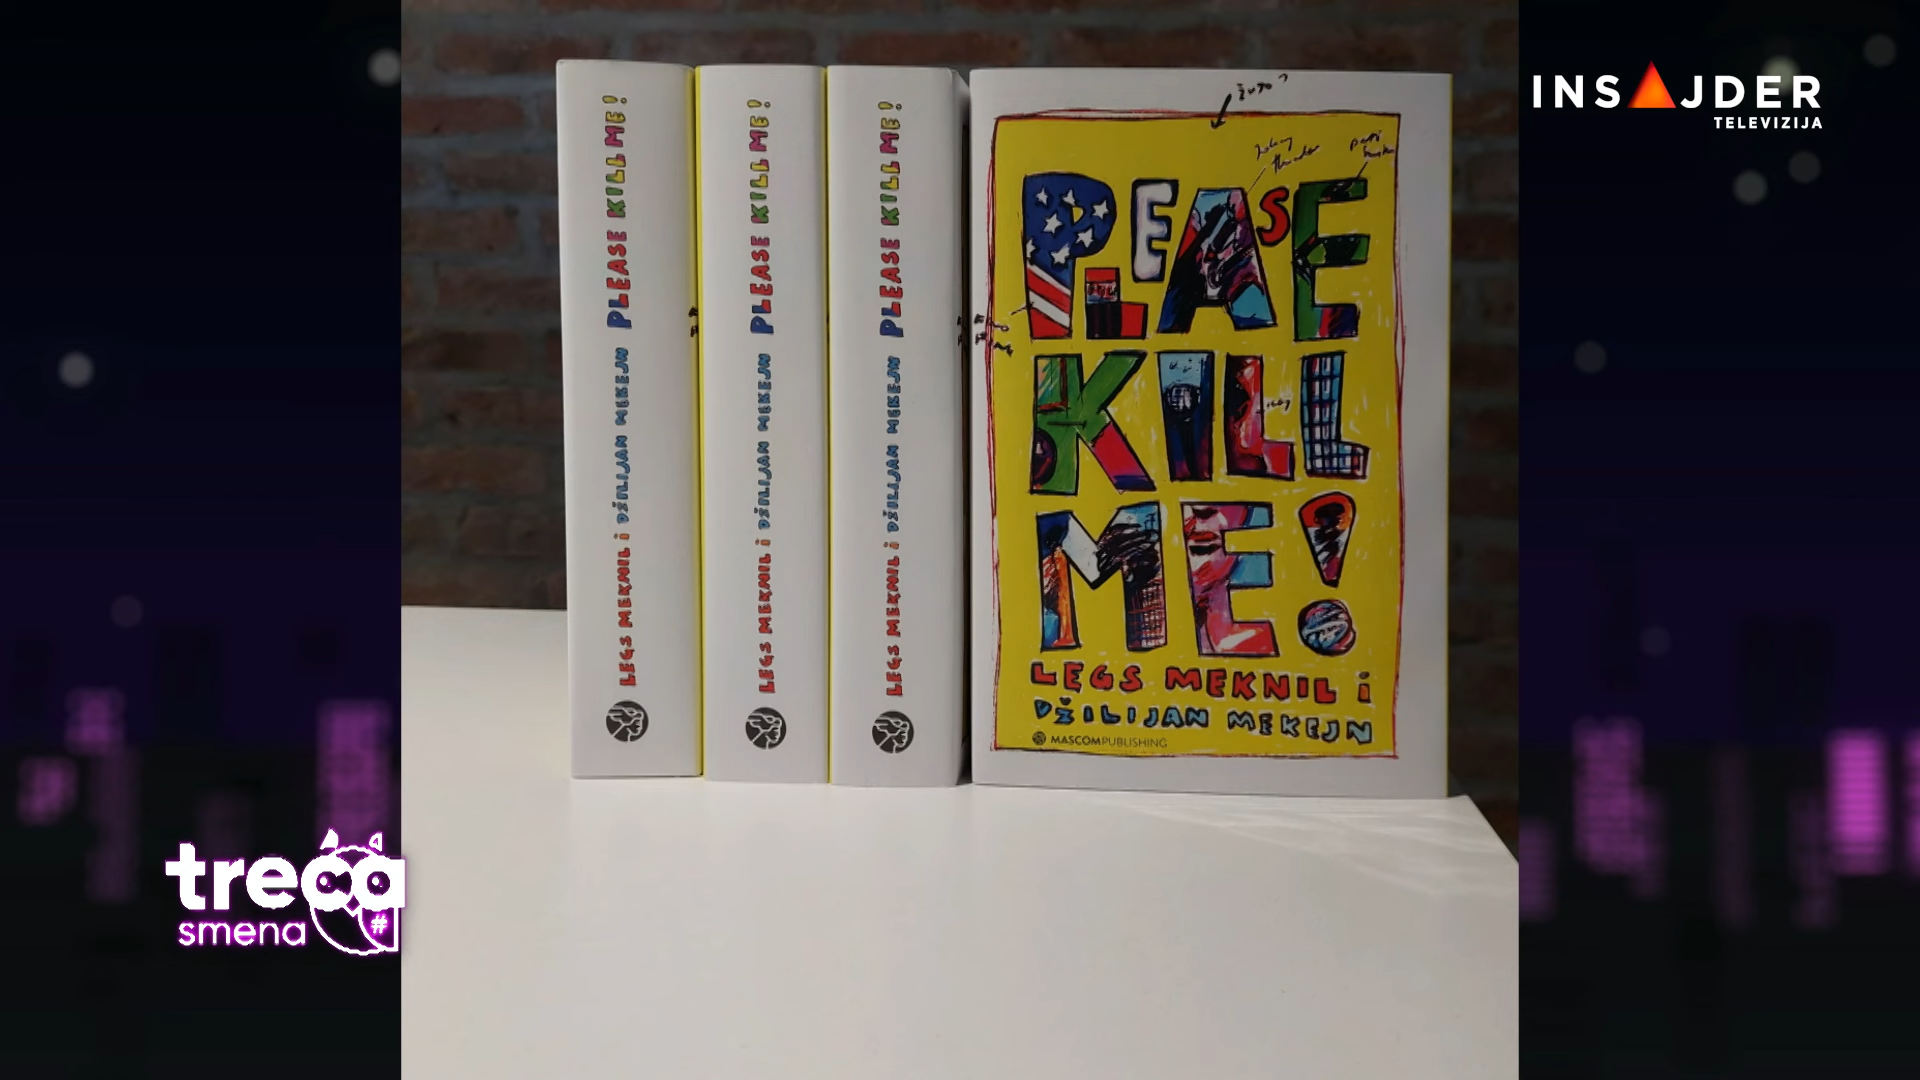 PLEASE KILL ME!
LEGS MEKNIL i DŽILIJAN MEKEJN
PLEASE KILL ME!
LEGS MEKNIL i DŽILIJAN MEKEJN
PLEASE KILL ME!
LEGS MEKNIL i DŽILIJAN MEKEJN
PLEASE
KILL
ME!
LEGS MEKNIL i
DŽILIJAN MEKEJN
MASCOMPUBLISHING
INSAJDER
TELEVIZIJA
treća
smena
#